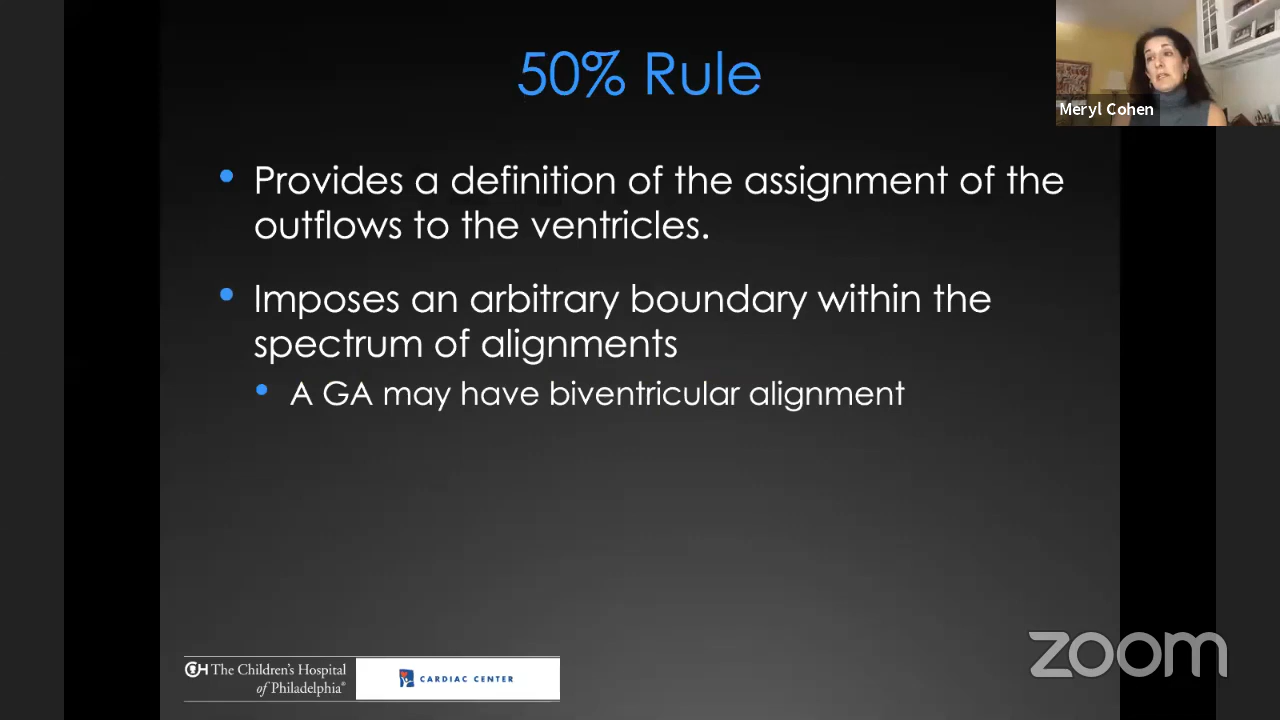 50% Rule
Meryl Cohen
Provides a definition of the assignment of the
outflows to the ventricles.
Imposes an arbitrary boundary within the
spectrum of alignments
A GA may have biventricular alignment
CH The Children's Hospital
of Philadelphia®
CARDIAC CENTER
zoom